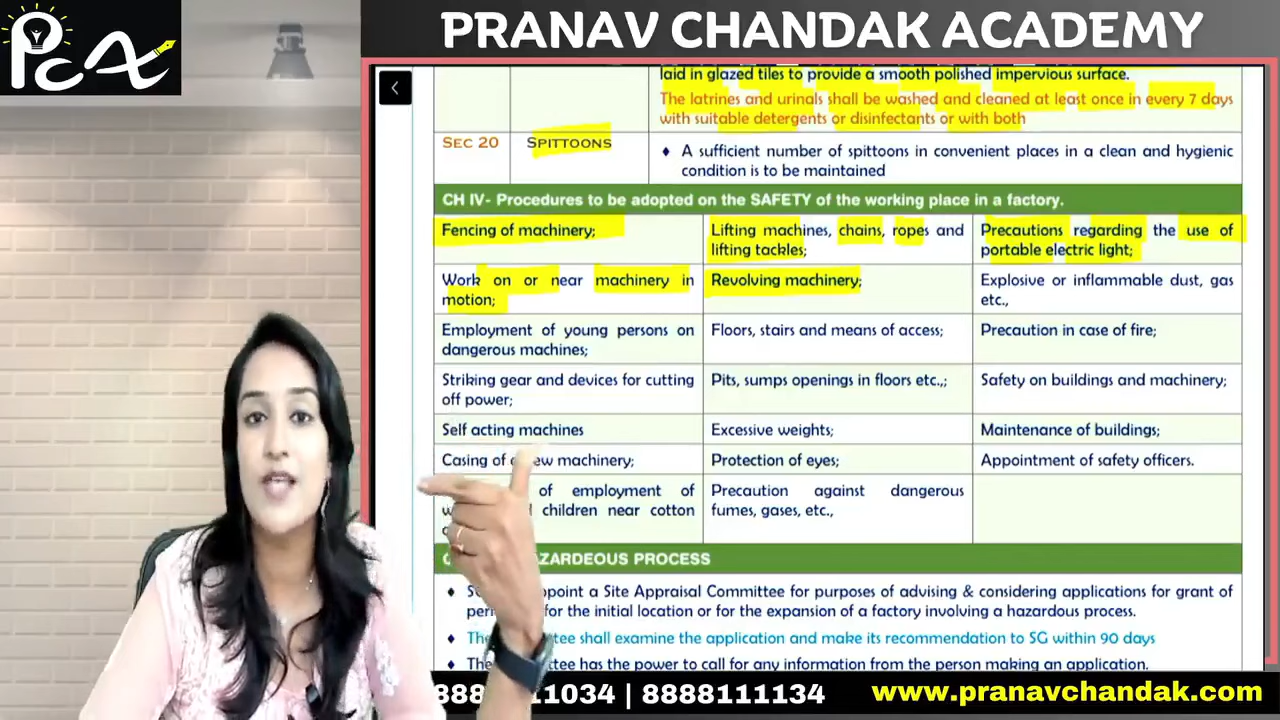 PCA
PRANAV CHANDAK ACADEMY
laid in glazed tiles to provide a smooth polished impervious surface.
The latrines and urinals shall be washed and cleaned at least once in every 7 days
with suitable detergents or disinfectants or with both
SEC 20
SPITTOONS
♦ A sufficient number of spittoons in convenient places in a clean and hygienic
condition is to be maintained
CH IV- Procedures to be adopted on the SAFETY of the working place in a factory.
Fencing of machinery;
Lifting machines, chains, ropes and
lifting tackles;
Precautions regarding the use of
portable electric light;
Work on or near machinery in
motion;
Revolving machinery;
Explosive or inflammable dust, gas
etc.,
Employment of young persons on
dangerous machines;
Floors, stairs and means of access;
Precaution in case of fire;
Striking gear and devices for cutting
off power;
Pits, sumps openings in floors etc.,;
Safety on buildings and machinery;
Self acting machines
Excessive weights;
Maintenance of buildings;
Casing of machinery;
Protection of eyes;
Appointment of safety officers.
of employment of
children near cotton
Precaution against dangerous
fumes, gases, etc.,
PROCESS
♦ a Site Appraisal Committee for purposes of advising & considering applications for grant of
for the initial location or for the expansion of a factory involving a hazardous process.
♦ shall examine the application and make its recommendation to SG within 90 days
♦ has the power to call for any information from the person making an application.
11034 | 8888111134
www.pranavchandak.com